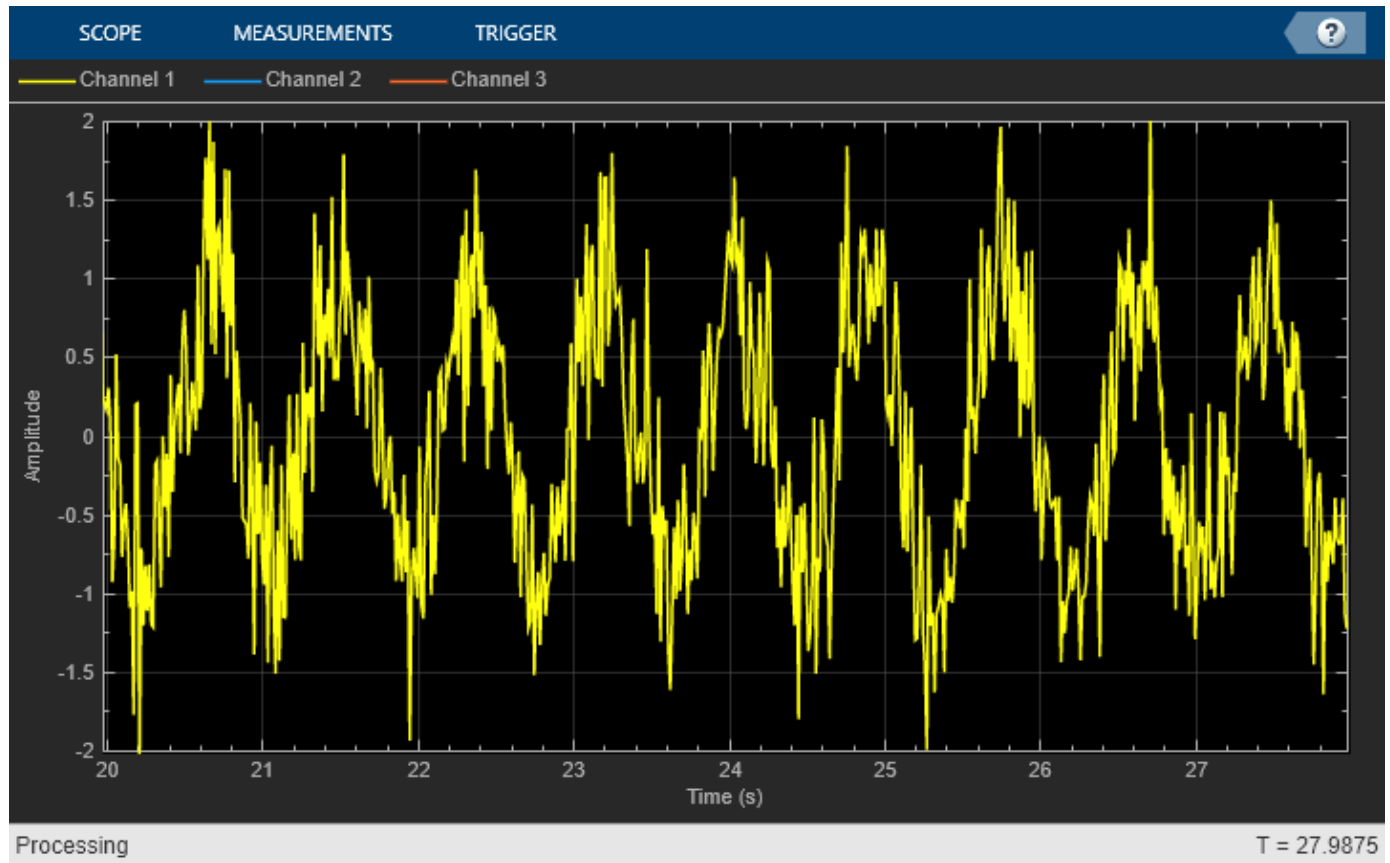 SCOPE MEASUREMENTS TRIGGER ?
Channel 1 Channel 2 Channel 3
2
1.5
1
0.5
0
-0.5
-1
-1.5
-2
Amplitude
20 21 22 23 24 25 26 27
Time (s)
Processing T = 27.9875